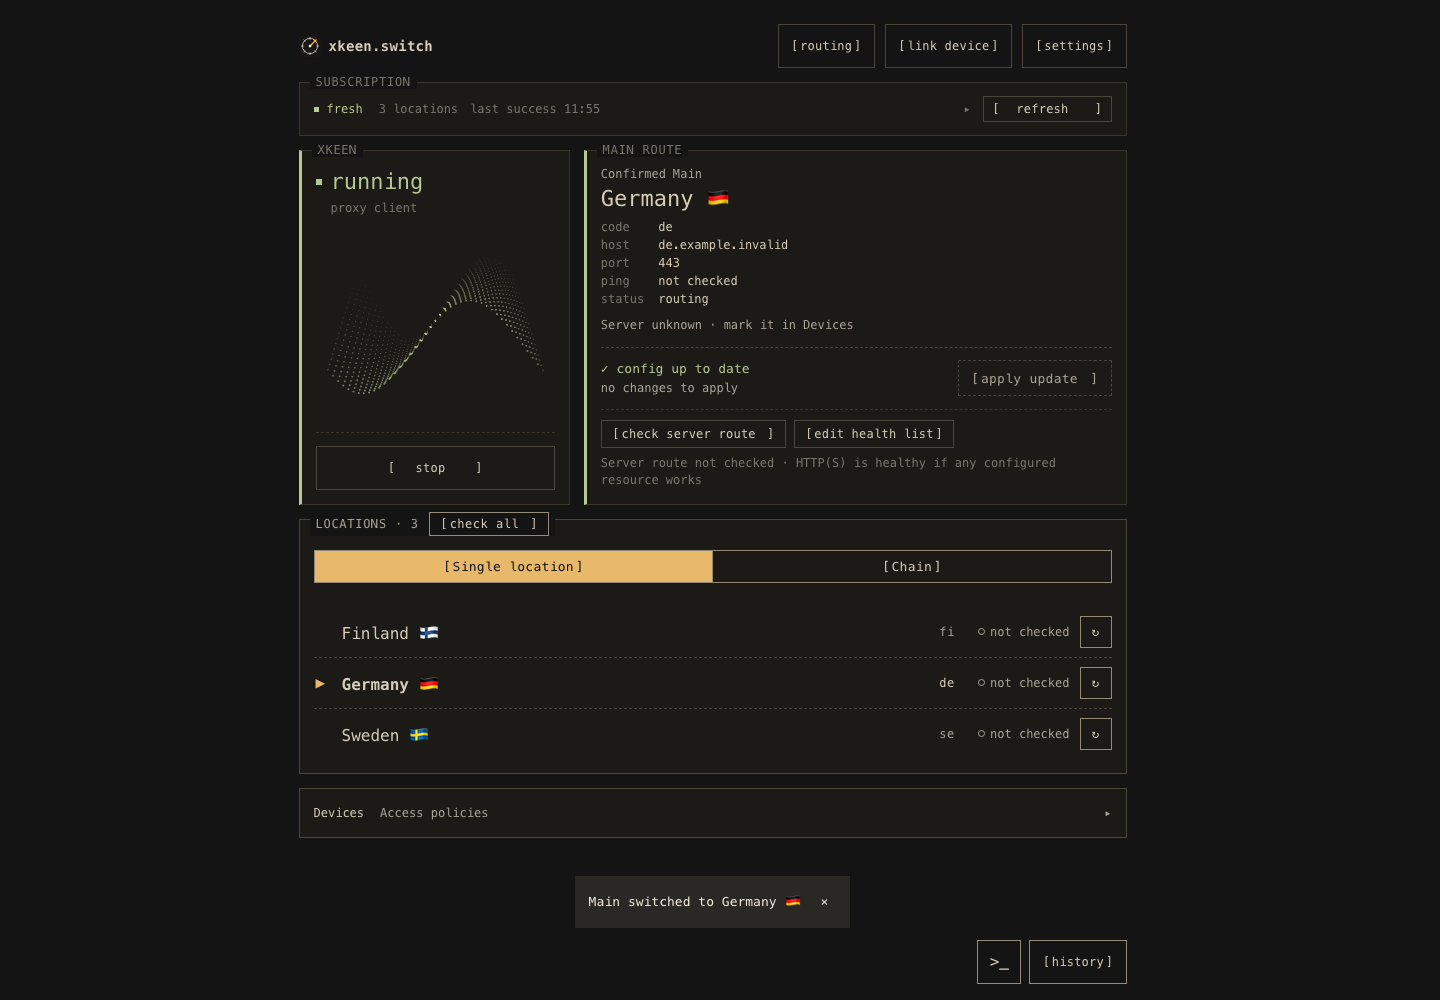 xkeen.switch
[routing] [link device] [settings]
SUBSCRIPTION
fresh 3 locations last success 11:55 ▸ [ refresh ]
XKEEN
running
proxy client
[ stop ]
MAIN ROUTE
Confirmed Main
Germany 🇩🇪
code de
host de.example.invalid
port 443
ping not checked
status routing
Server unknown · mark it in Devices
✓ config up to date
no changes to apply
[apply update ]
[check server route ] [edit health list]
Server route not checked · HTTP(S) is healthy if any configured
resource works
LOCATIONS · 3 [check all ]
[Single location] [Chain]
Finland 🇫🇮 fi ○ not checked ↻
▶ Germany 🇩🇪 de ○ not checked ↻
Sweden 🇸🇪 se ○ not checked ↻
Devices Access policies ▸
Main switched to Germany 🇩🇪 ×
>_ [history]